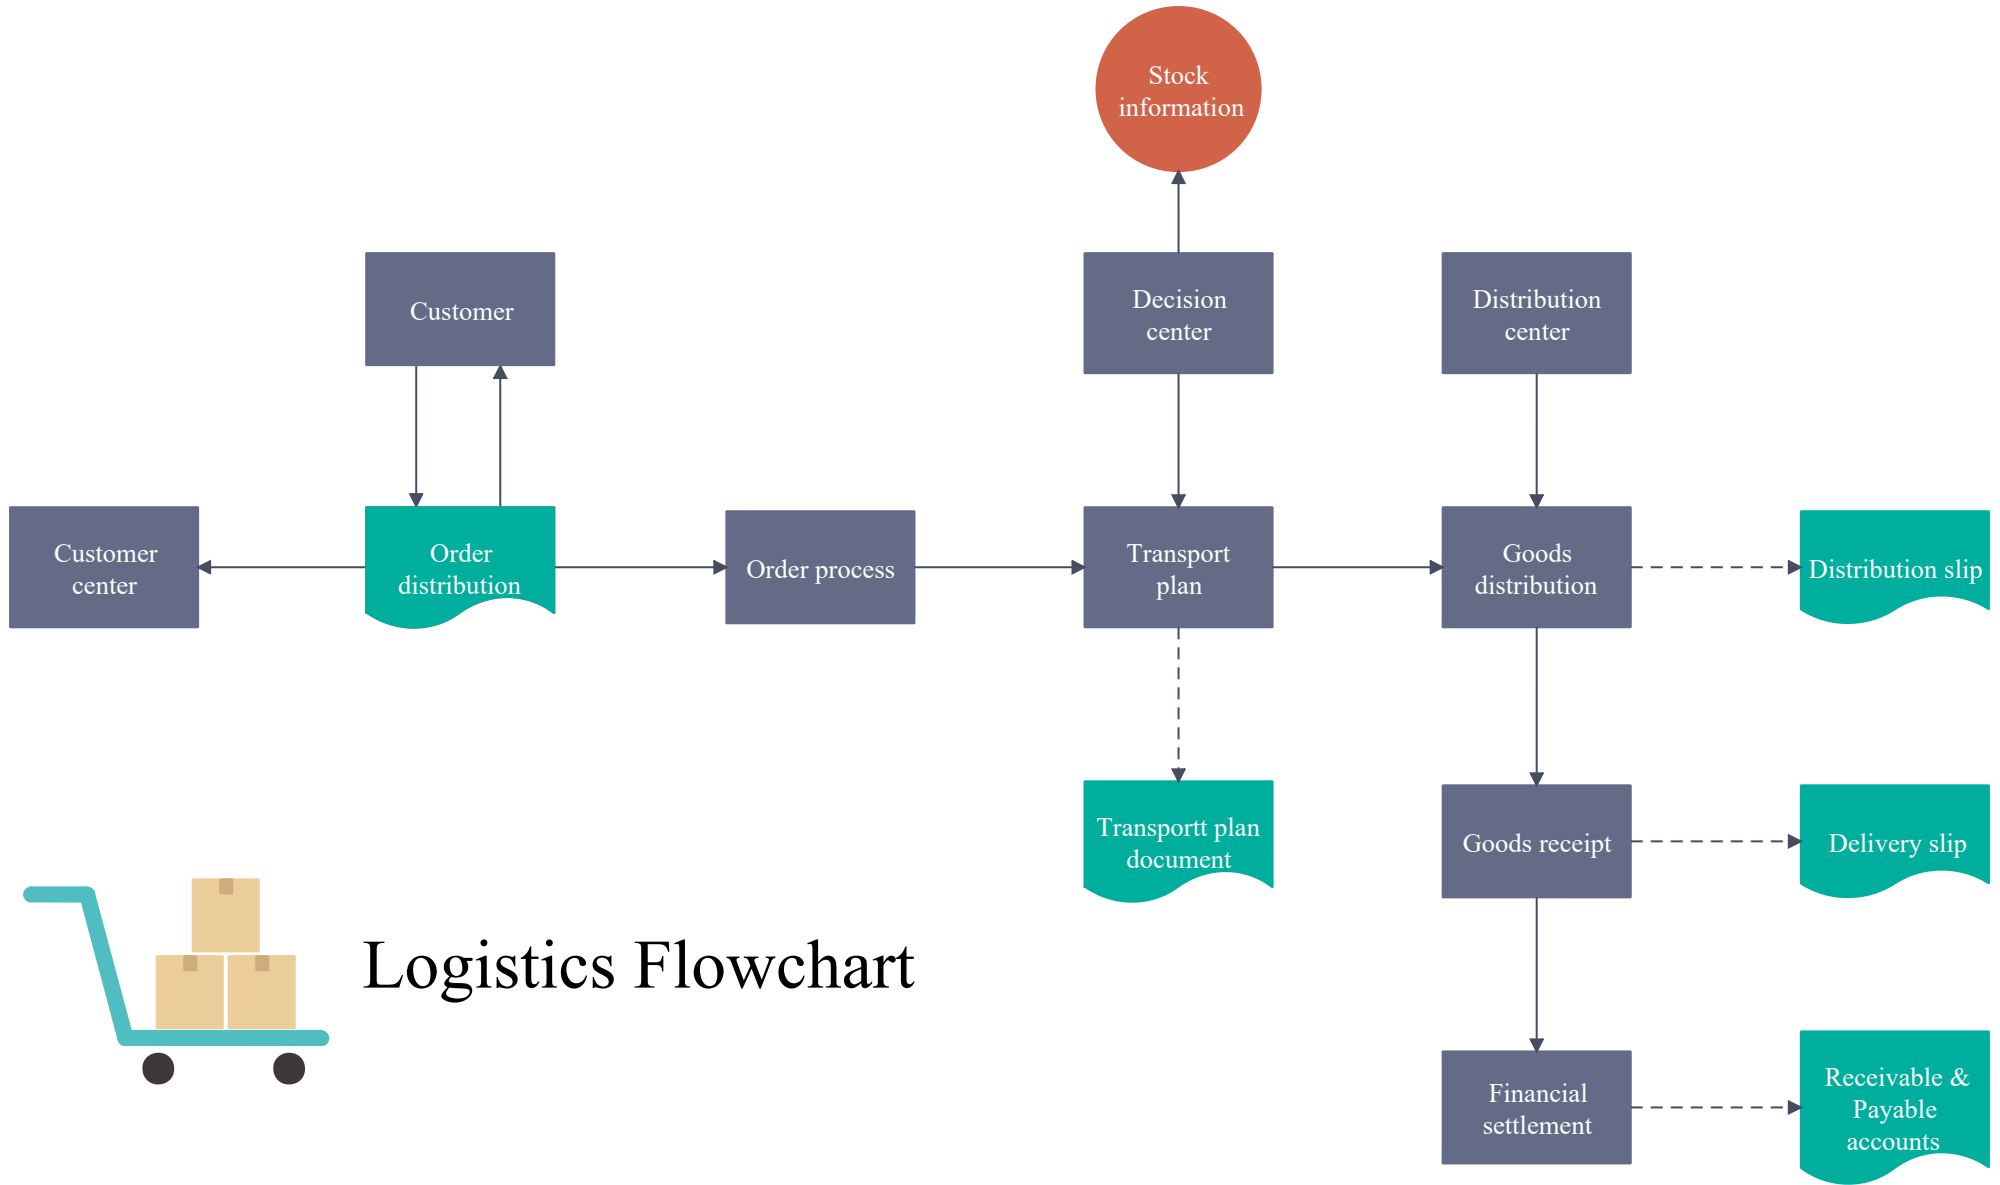 Stock
information
Customer
Decision
center
Distribution
center
Customer
center
Order
distribution
Order process
Transport
plan
Goods
distribution
Distribution slip
Transportt plan
document
Goods receipt
Delivery slip
Logistics Flowchart
Financial
settlement
Receivable &
Payable
accounts